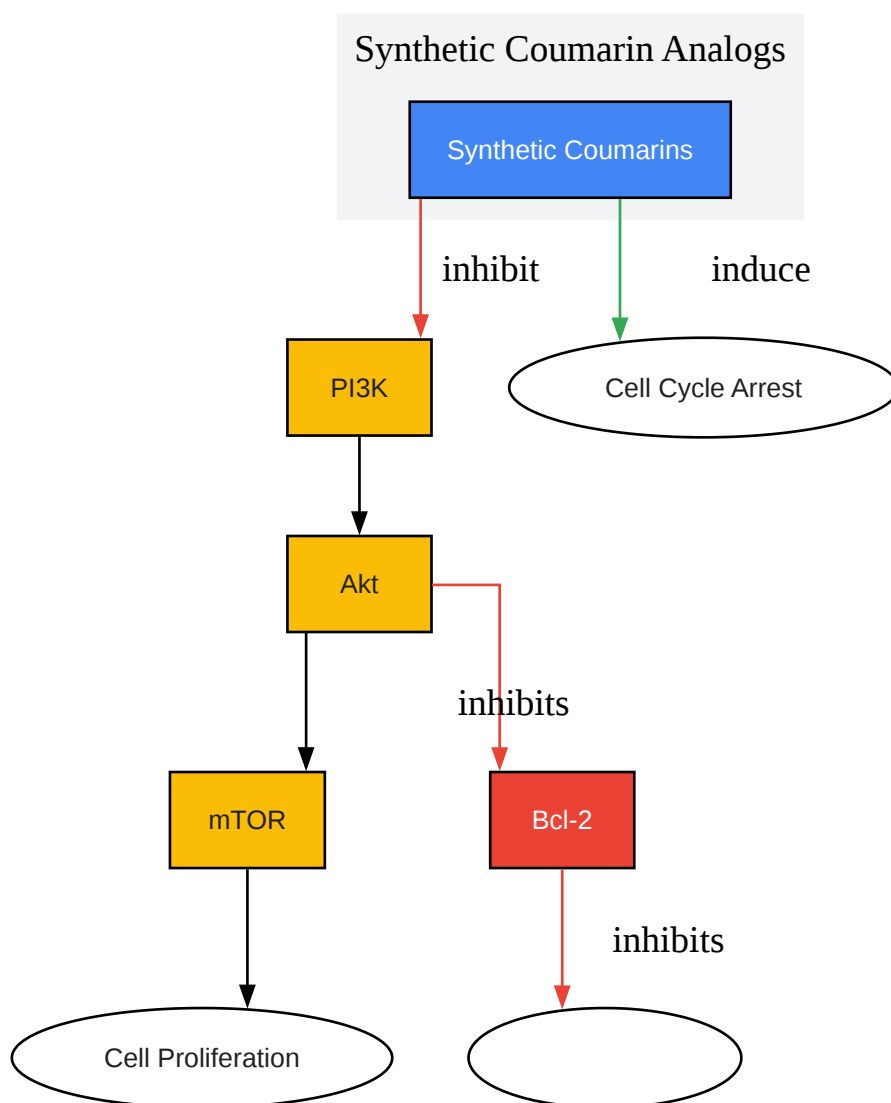 Synthetic Coumarin Analogs
Synthetic Coumarins
inhibit
induce
PI3K
Cell Cycle Arrest
Akt
inhibits
mTOR
Bcl-2
inhibits
Cell Proliferation